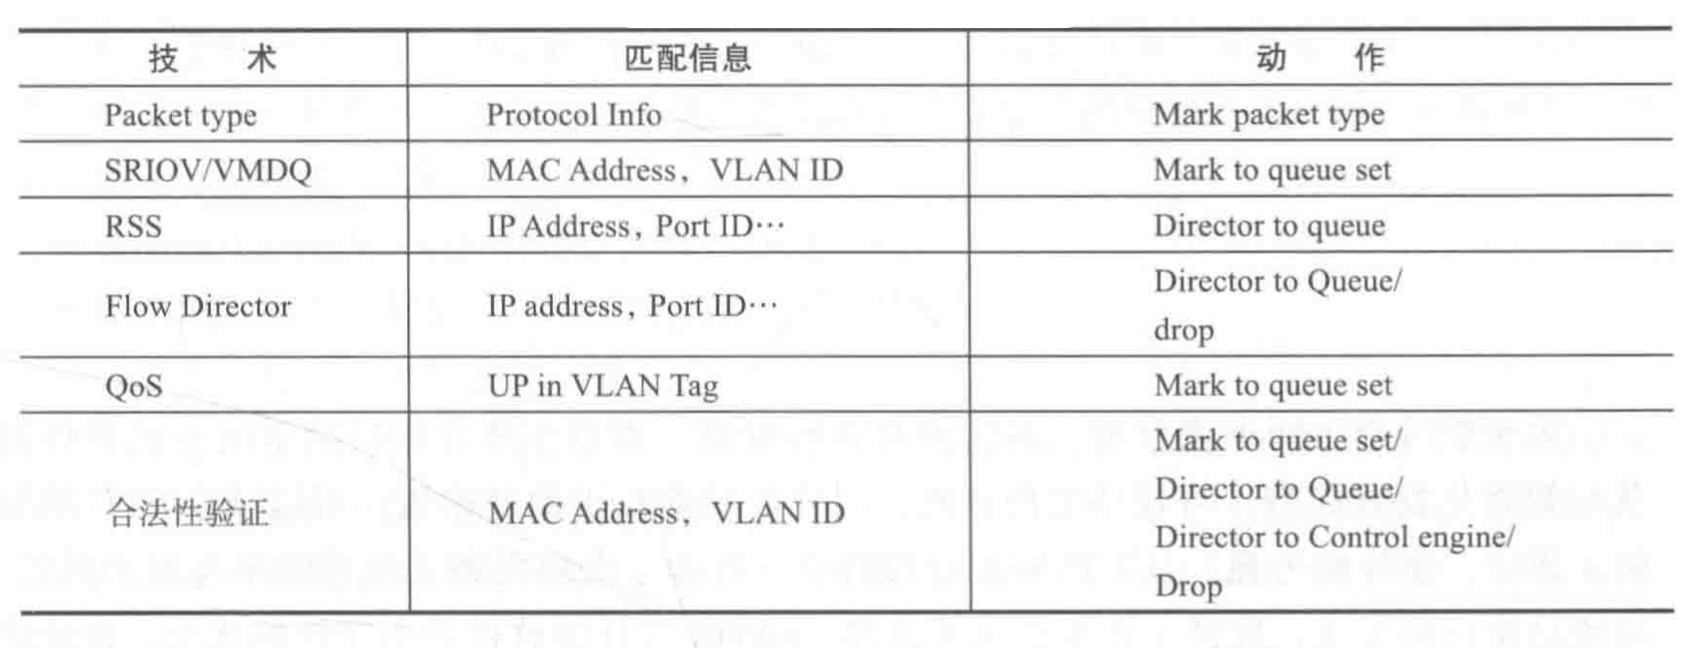 技 术 匹配信息 动 作
Packet type Protocol Info Mark packet type
SRIOV/VMDQ MAC Address，VLAN ID Mark to queue set
RSS IP Address，Port ID… Director to queue
Flow Director IP address，Port ID… Director to Queue/
drop
QoS UP in VLAN Tag Mark to queue set
合法性验证 MAC Address，VLAN ID Mark to queue set/
Director to Queue/
Director to Control engine/
Drop